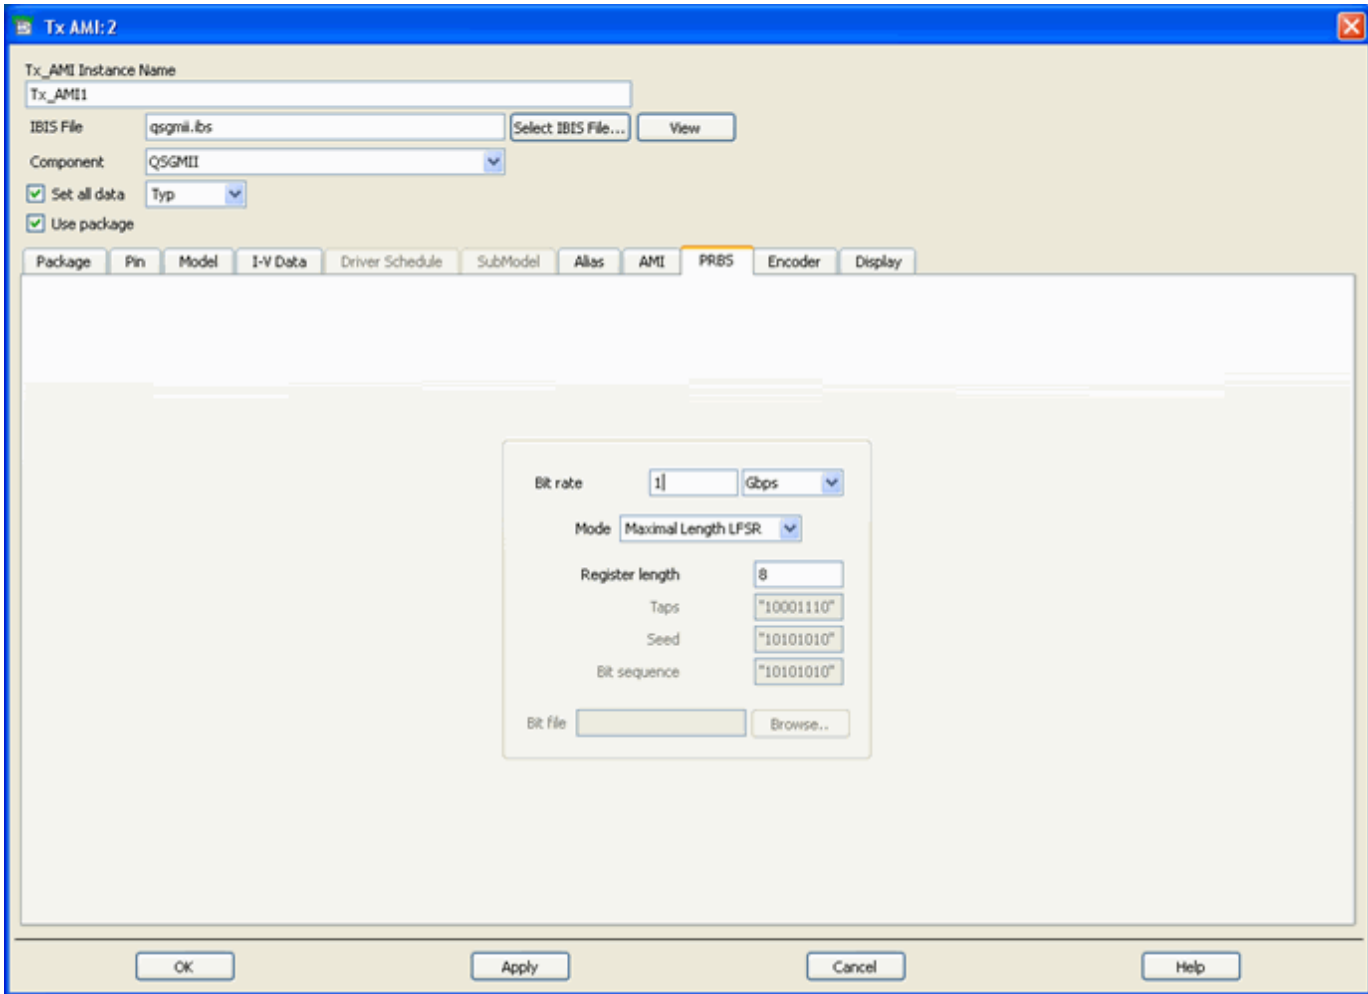 Tx AMI:2
Tx_AMI Instance Name
Tx_AMI1
IBIS File qsgmii.ibs Select IBIS File... View
Component QSGMII
Set all data Typ
Use package
Package Pin Model I-V Data Driver Schedule SubModel Alias AMI PRBS Encoder Display
Bit rate 1 Gbps
Mode Maximal Length LFSR
Register length 8
Taps "10001110"
Seed "10101010"
Bit sequence "10101010"
Bit file Browse..
OK Apply Cancel Help